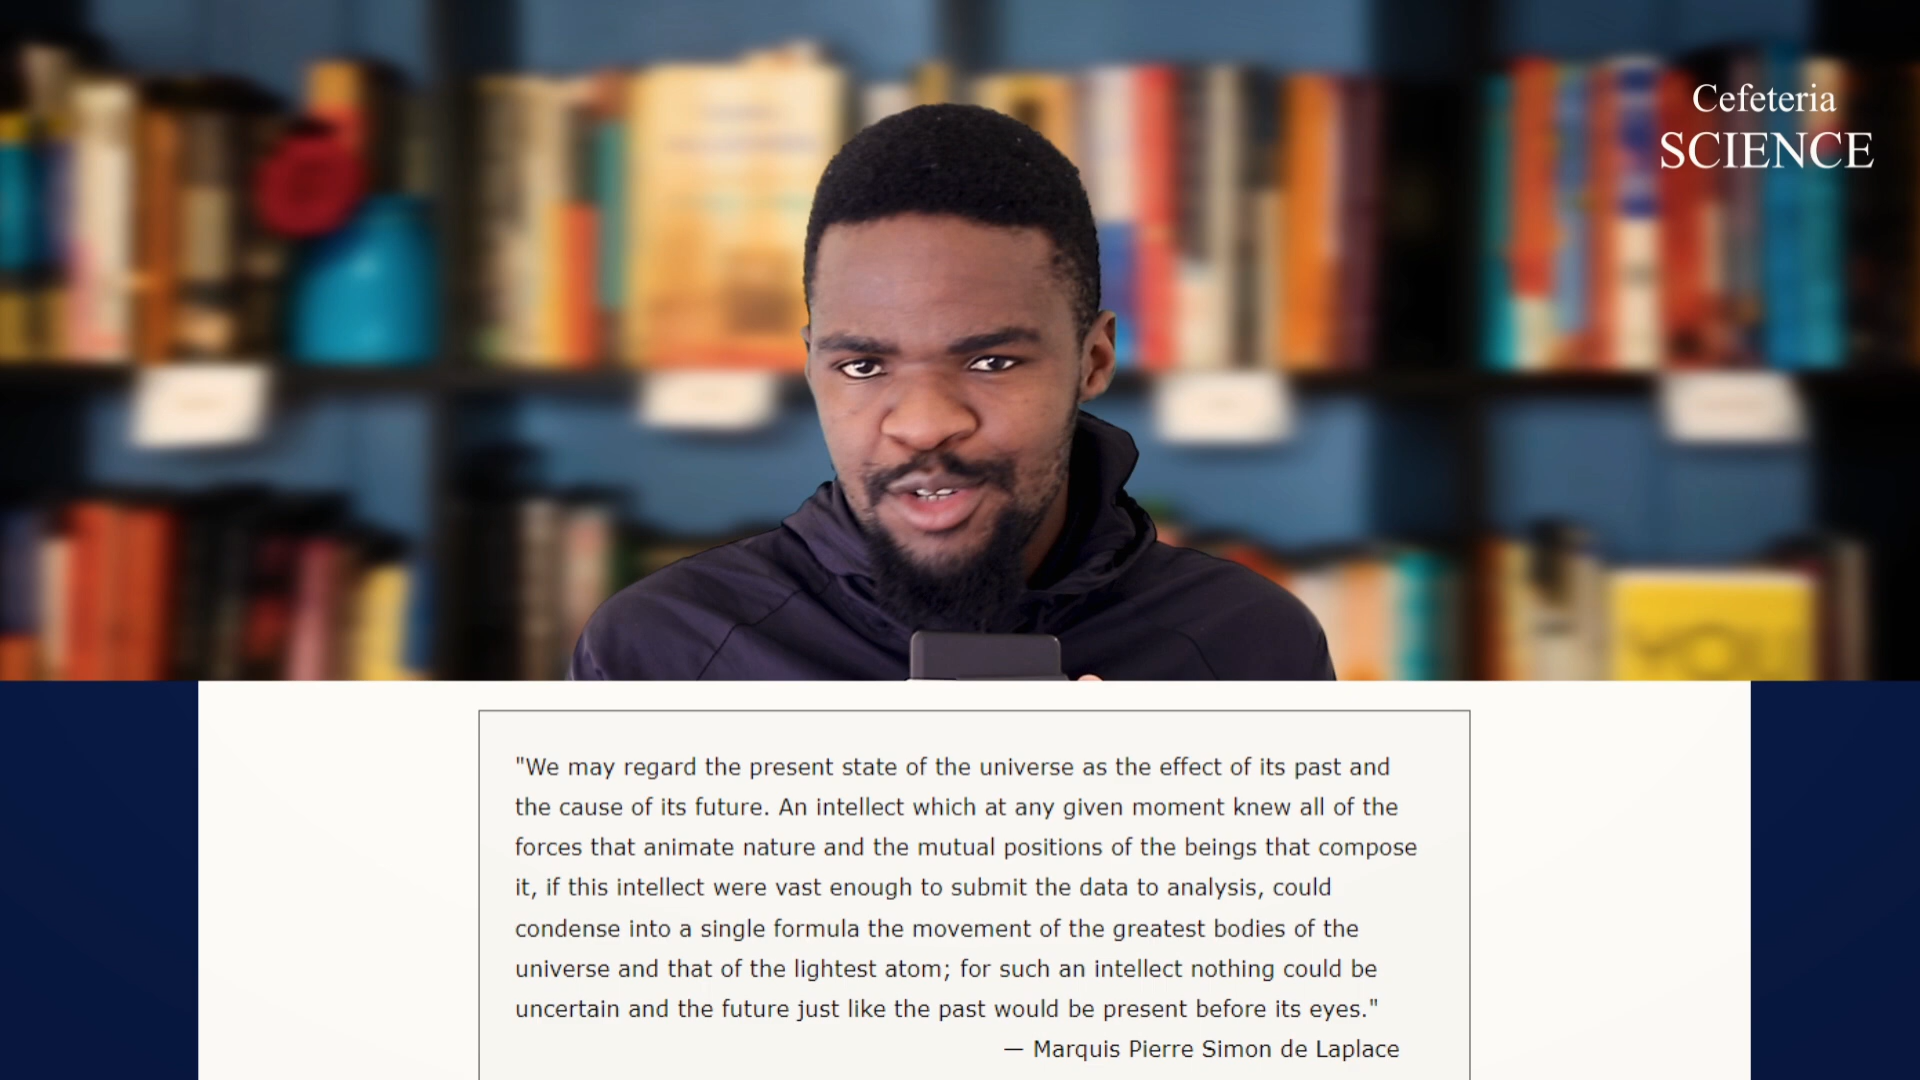 Cefeteria
SCIENCE
YOU
"We may regard the present state of the universe as the effect of its past and
the cause of its future. An intellect which at any given moment knew all of the
forces that animate nature and the mutual positions of the beings that compose
it, if this intellect were vast enough to submit the data to analysis, could
condense into a single formula the movement of the greatest bodies of the
universe and that of the lightest atom; for such an intellect nothing could be
uncertain and the future just like the past would be present before its eyes."
— Marquis Pierre Simon de Laplace